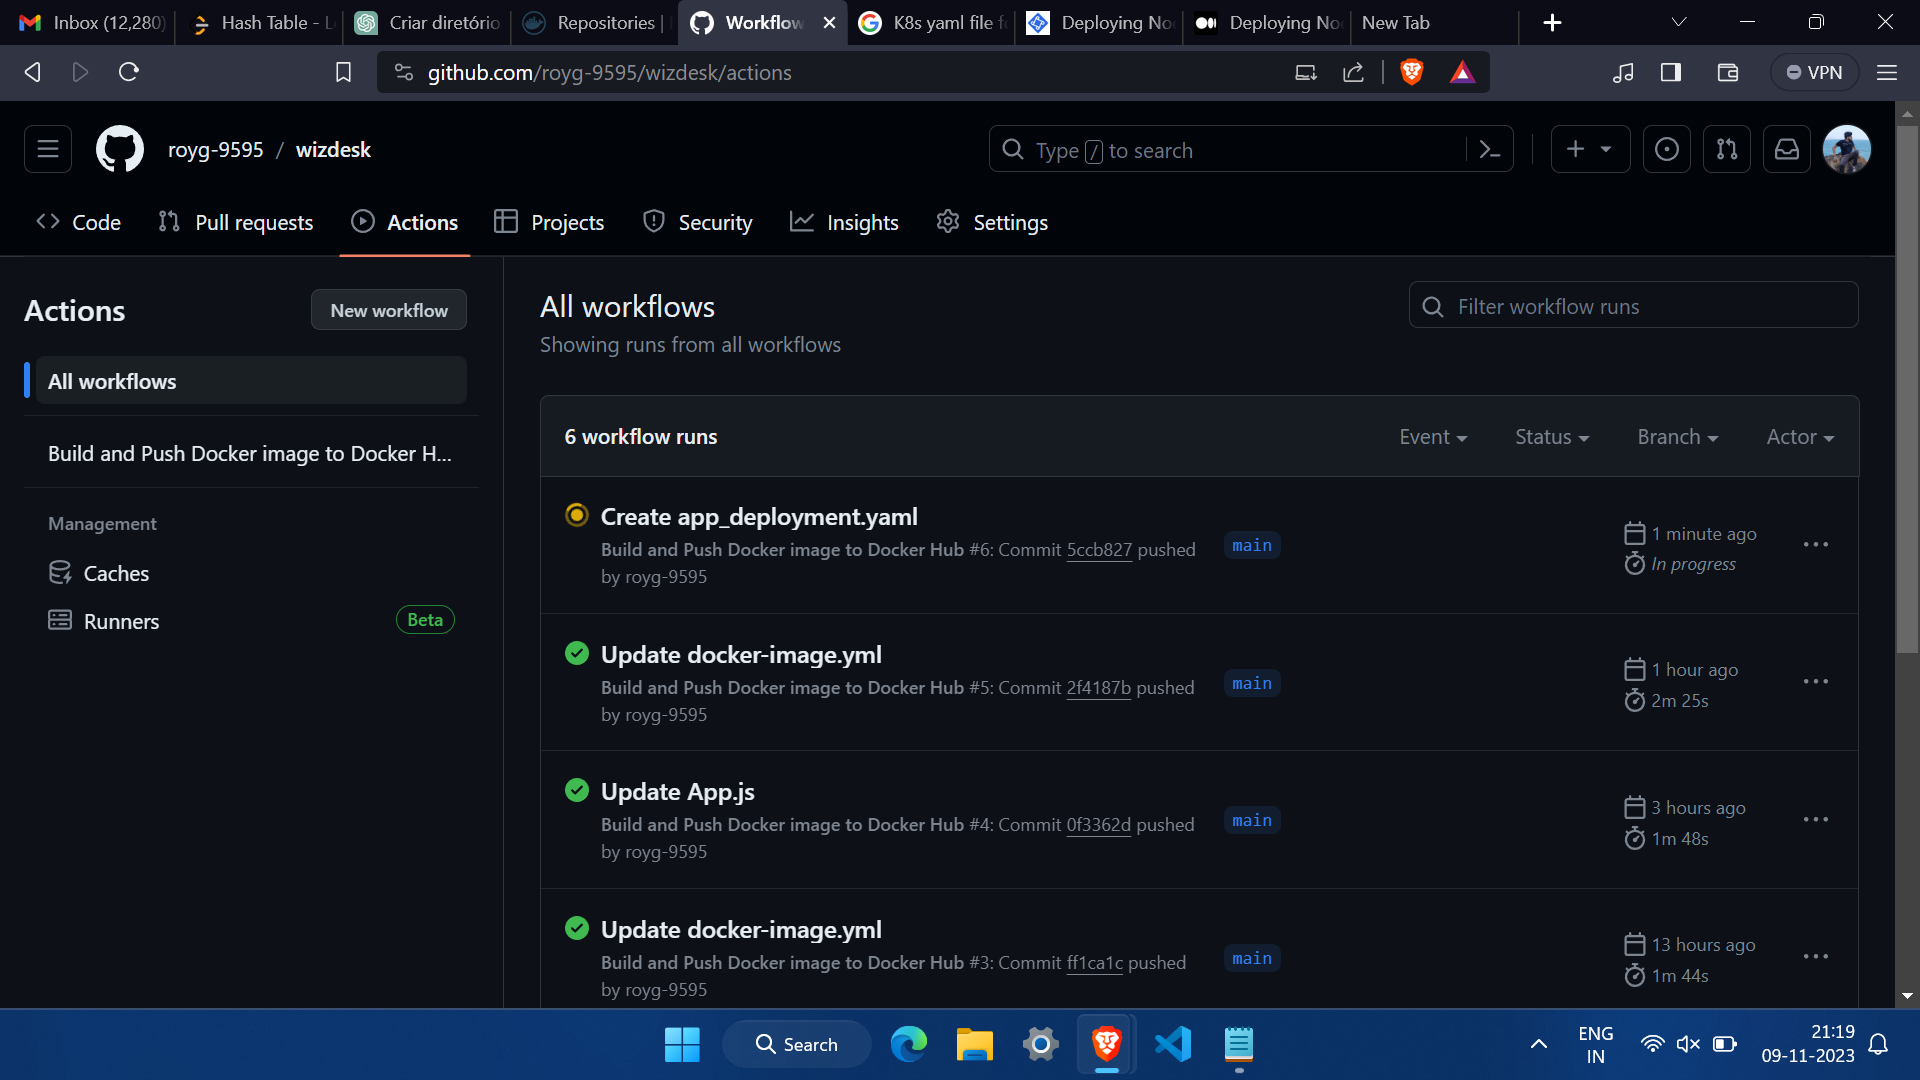 Inbox (12,280)
Hash Table - L
Criar diretório
Repositories |
Workflow
K8s yaml file f
Deploying No
Deploying No
New Tab
github.com/royg-9595/wizdesk/actions
VPN
royg-9595 / wizdesk
Type / to search
Code
Pull requests
Actions
Projects
Security
Insights
Settings
Actions
New workflow
All workflows
Build and Push Docker image to Docker H...
Management
Caches
Runners
Beta
All workflows
Showing runs from all workflows
Filter workflow runs
6 workflow runs
Event
Status
Branch
Actor
Create app_deployment.yaml
Build and Push Docker image to Docker Hub #6: Commit 5ccb827 pushed
by royg-9595
main
1 minute ago
In progress
Update docker-image.yml
Build and Push Docker image to Docker Hub #5: Commit 2f4187b pushed
by royg-9595
main
1 hour ago
2m 25s
Update App.js
Build and Push Docker image to Docker Hub #4: Commit 0f3362d pushed
by royg-9595
main
3 hours ago
1m 48s
Update docker-image.yml
Build and Push Docker image to Docker Hub #3: Commit ff1ca1c pushed
by royg-9595
main
13 hours ago
1m 44s
Search
ENG
IN
21:19
09-11-2023